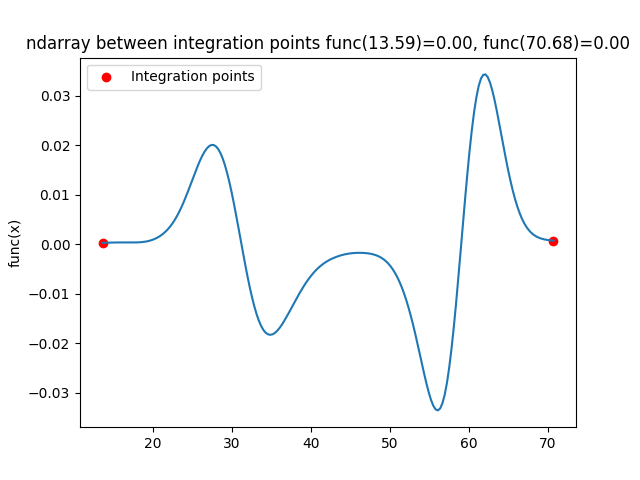 ndarray between integration points func(13.59)=0.00, func(70.68)=0.00
Integration points
0.03
0.02
0.01
0.00
−0.01
−0.02
−0.03
func(x)
20 30 40 50 60 70